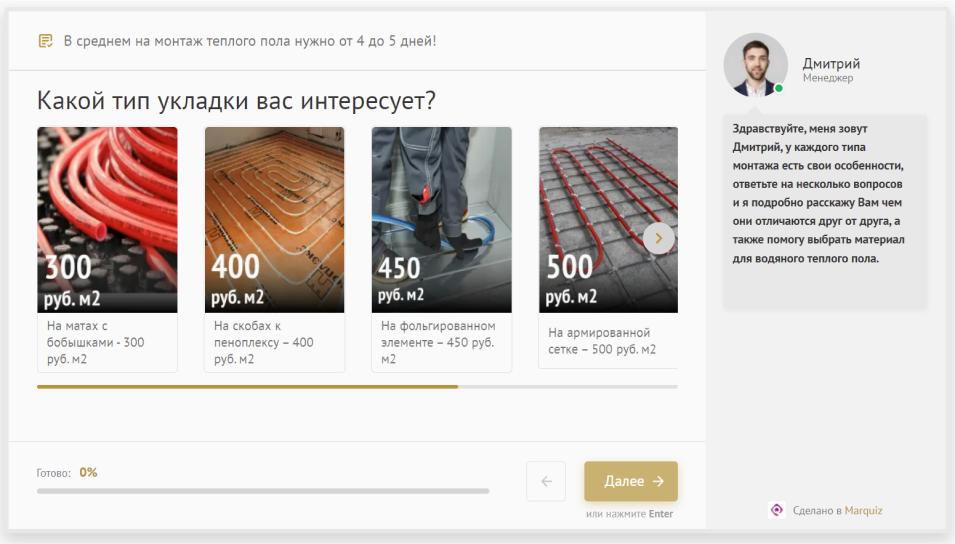 В среднем на монтаж теплого пола нужно от 4 до 5 дней!
Какой тип укладки вас интересует?
300
руб. м2
На матах с
бобышками - 300
руб. м2
400
руб. м2
На скобах к
пеноплексу – 400
руб. м2
450
руб. м2
На фольгированном
элементе – 450 руб.
м2
500
руб. м2
На армированной
сетке – 500 руб. м2
Готово: 0%
Далее
или нажмите Enter
Дмитрий
Менеджер
Здравствуйте, меня зовут
Дмитрий, у каждого типа
монтажа есть свои особенности,
ответьте на несколько вопросов
и я подробно расскажу Вам чем
они отличаются друг от друга, а
также помогу выбрать материал
для водяного теплого пола.
Сделано в Marquiz